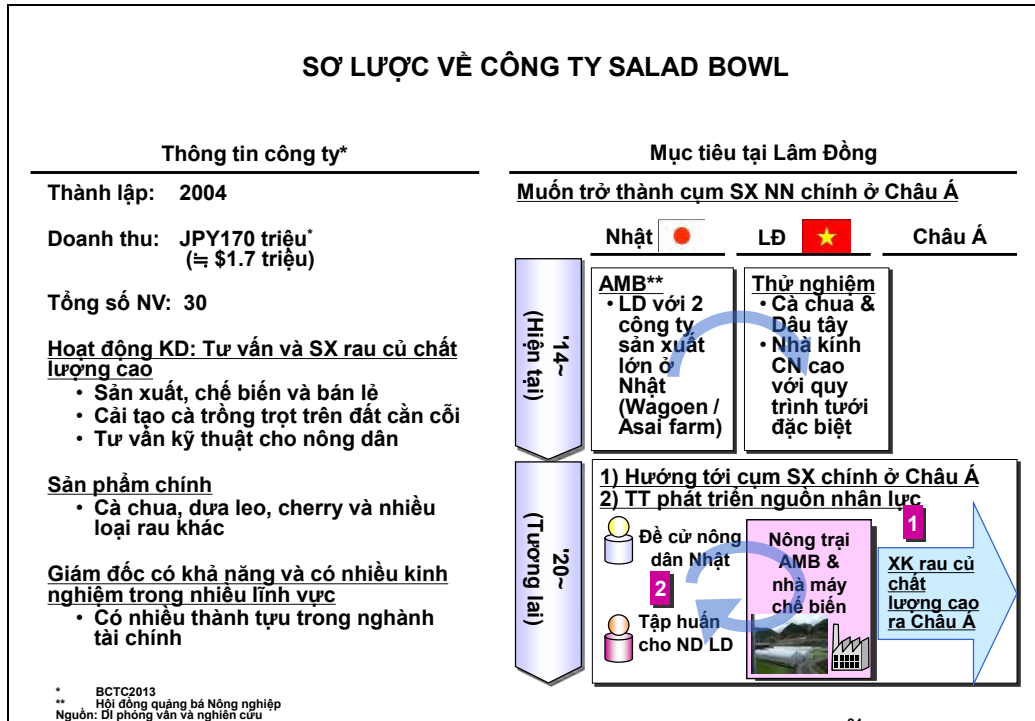 SƠ LƯỢC VỀ CÔNG TY SALAD BOWL
Thông tin công ty*
Thành lập: 2004
Doanh thu: JPY170 triệu*
(≒ $1.7 triệu)
Tổng số NV: 30
Hoạt động KD: Tư vấn và SX rau củ chất
lượng cao
• Sản xuất, chế biến và bán lẻ
• Cải tạo cà trồng trọt trên đất cằn cỗi
• Tư vấn kỹ thuật cho nông dân
Sản phẩm chính
• Cà chua, dưa leo, cherry và nhiều
loại rau khác
Giám đốc có khả năng và có nhiều kinh
nghiệm trong nhiều lĩnh vực
• Có nhiều thành tựu trong nghành
tài chính
* BCTC2013
** Hội đồng quảng bá Nông nghiệp
Nguồn: DI phỏng vấn và nghiên cứu
Mục tiêu tại Lâm Đồng
Muốn trở thành cụm SX NN chính ở Châu Á
Nhật LĐ Châu Á
'14~
(Hiện tại)
AMB**
• LD với 2
công ty
sản xuất
lớn ở
Nhật
(Wagoen /
Asai farm)
Thử nghiệm
• Cà chua &
Dâu tây
• Nhà kính
CN cao
với quy
trình tưới
đặc biệt
'20~
(Tương lai)
1) Hướng tới cụm SX chính ở Châu Á
2) TT phát triển nguồn nhân lực
Đề cử nông
dân Nhật
2
Tập huấn
cho ND LD
Nông trại
AMB &
nhà máy
chế biến
1
XK rau củ
chất
lượng cao
ra Châu Á